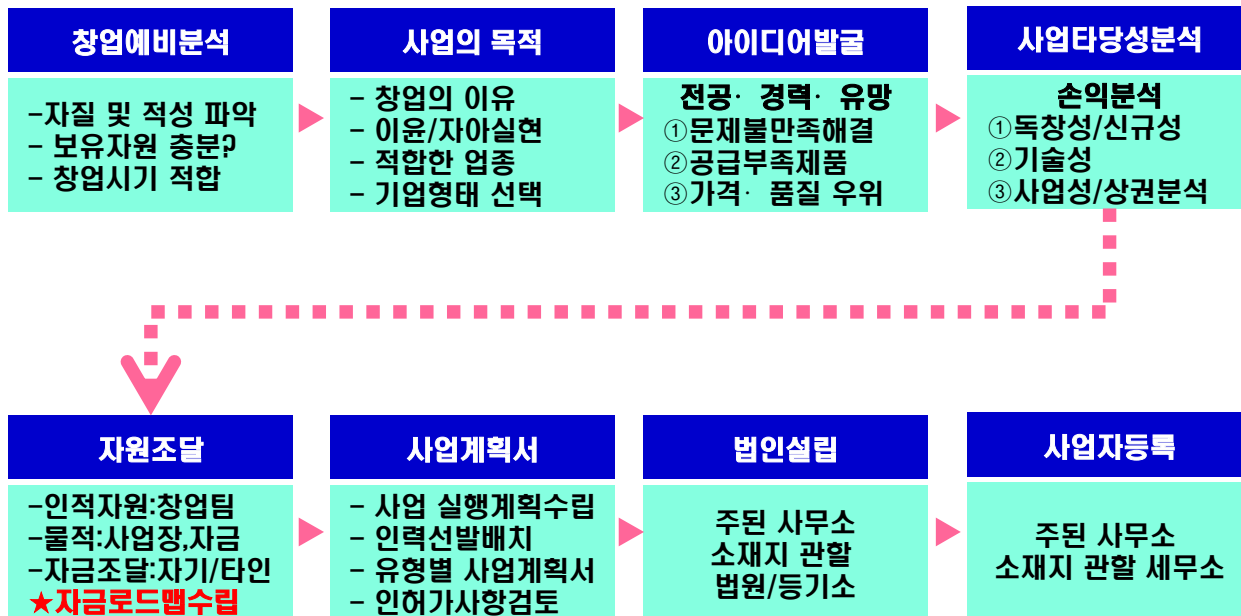 창업예비분석
-자질 및 적성 파악
- 보유자원 충분?
- 창업시기 적합
사업의 목적
- 창업의 이유
- 이윤/자아실현
- 적합한 업종
- 기업형태 선택
아이디어발굴
전공· 경력· 유망
①문제불만족해결
②공급부족제품
③가격· 품질 우위
사업타당성분석
손익분석
①독창성/신규성
②기술성
③사업성/상권분석
자원조달
-인적자원:창업팀
-물적:사업장,자금
-자금조달:자기/타인
★자금로드맵수립
사업계획서
- 사업 실행계획수립
- 인력선발배치
- 유형별 사업계획서
- 인허가사항검토
법인설립
주된 사무소
소재지 관할
법원/등기소
사업자등록
주된 사무소
소재지 관할 세무소